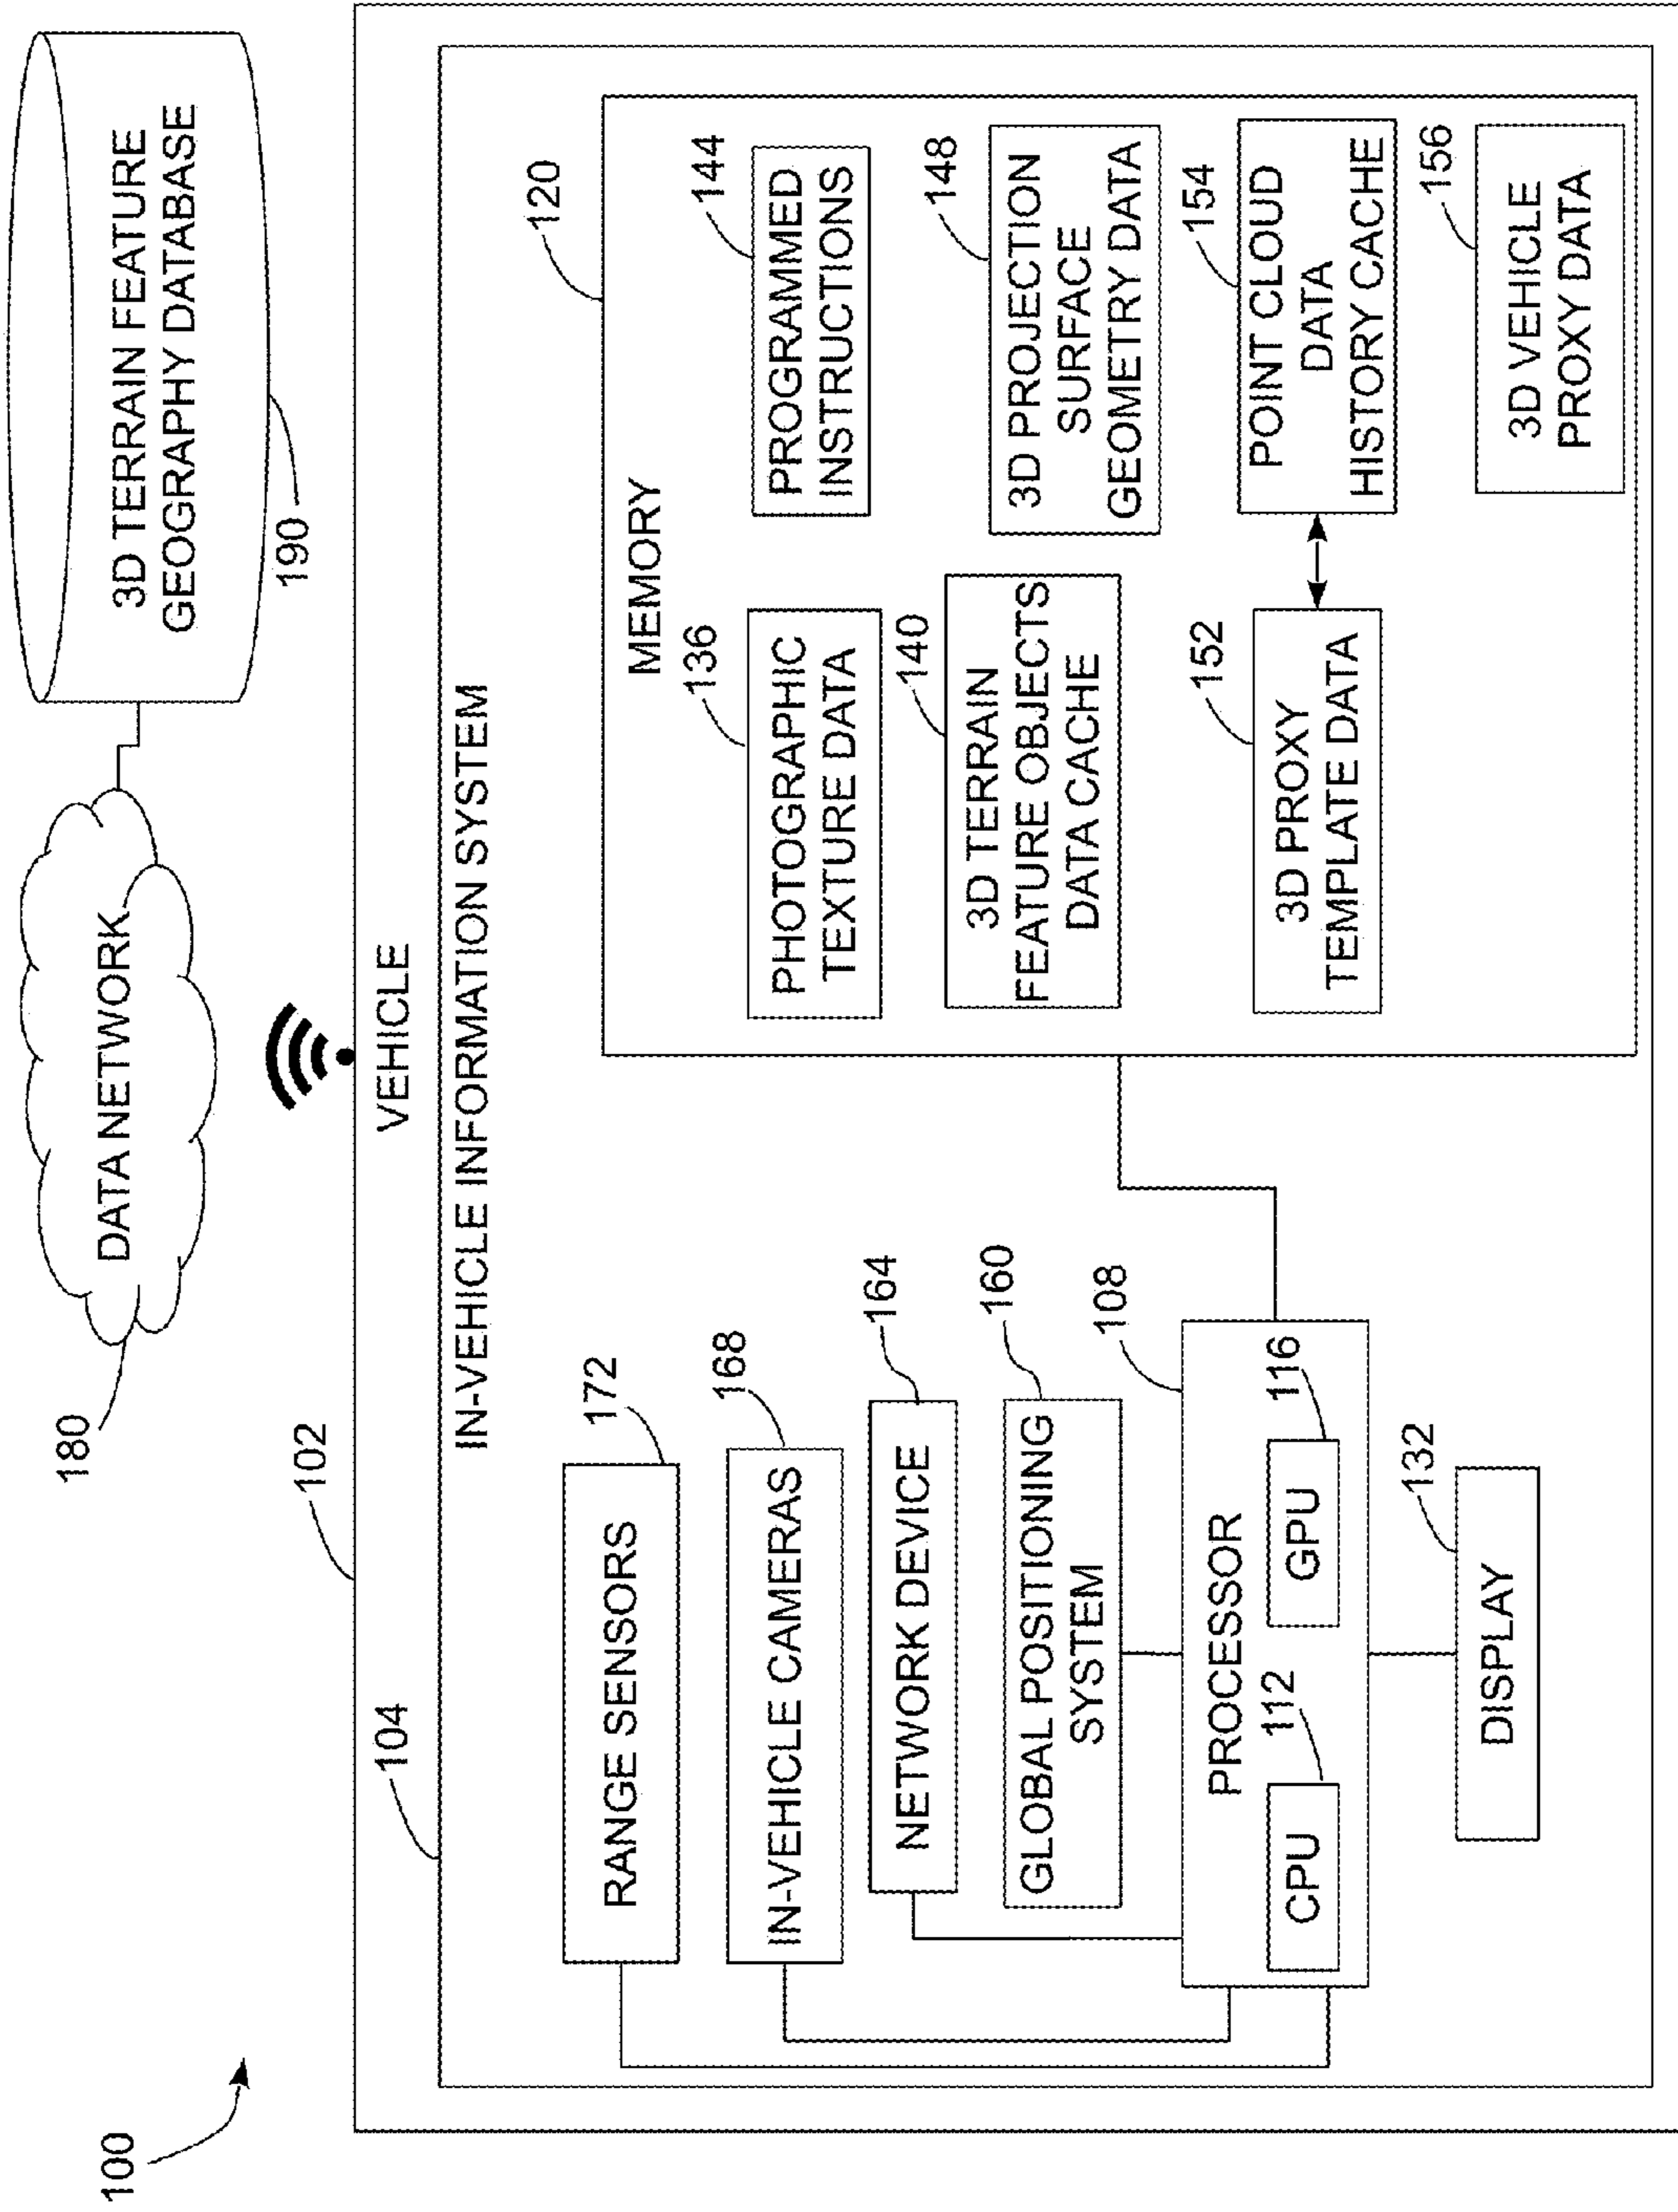 100
180
DATA NETWORK
3D TERRAIN FEATURE
GEOGRAPHY DATABASE
190
102
VEHICLE
104
IN-VEHICLE INFORMATION SYSTEM
172
RANGE SENSORS
168
IN-VEHICLE CAMERAS
164
NETWORK DEVICE
160
GLOBAL POSITIONING
SYSTEM
108
PROCESSOR
112
CPU
116
GPU
132
DISPLAY
120
MEMORY
136
PHOTOGRAPHIC
TEXTURE DATA
144
PROGRAMMED
INSTRUCTIONS
140
3D TERRAIN
FEATURE OBJECTS
DATA CACHE
148
3D PROJECTION
SURFACE
GEOMETRY DATA
152
3D PROXY
TEMPLATE DATA
154
POINT CLOUD
DATA
HISTORY CACHE
156
3D VEHICLE
PROXY DATA